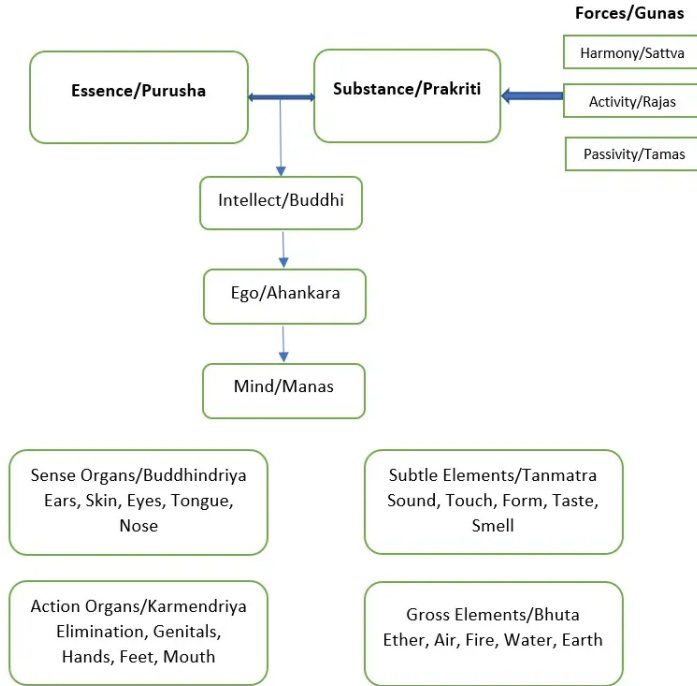 Forces/Gunas
Harmony/Sattva
Essence/Purusha
Substance/Prakriti
Activity/Rajas
Passivity/Tamas
Intellect/Buddhi
Ego/Ahankara
Mind/Manas
Sense Organs/Buddhindriya
Ears, Skin, Eyes, Tongue,
Nose
Subtle Elements/Tanmatra
Sound, Touch, Form, Taste,
Smell
Action Organs/Karmendriya
Elimination, Genitals,
Hands, Feet, Mouth
Gross Elements/Bhuta
Ether, Air, Fire, Water, Earth